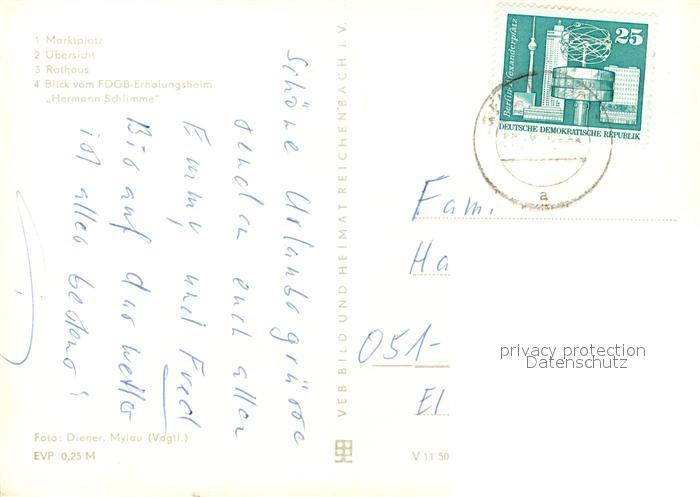 1 Marktplatz
2 Übersicht
3 Rathaus
4 Blick vom FDGB-Erholungsheim
„Hermann Schlimme"
Schöne Urlaubsgrüsse
senden euch allen
Emmy und Fred
Bis auf das Wetter
ist alles bestens!
Foto: Diener, Mylau (Vogtl.)
EVP 0,25 M
VEB BILD UND HEIMAT REICHENBACH I. V.
V 11 50
Berlin-Alexanderplatz
25
DEUTSCHE DEMOKRATISCHE REPUBLIK
a
Fam.
Ha
051-
El
privacy protection
Datenschutz